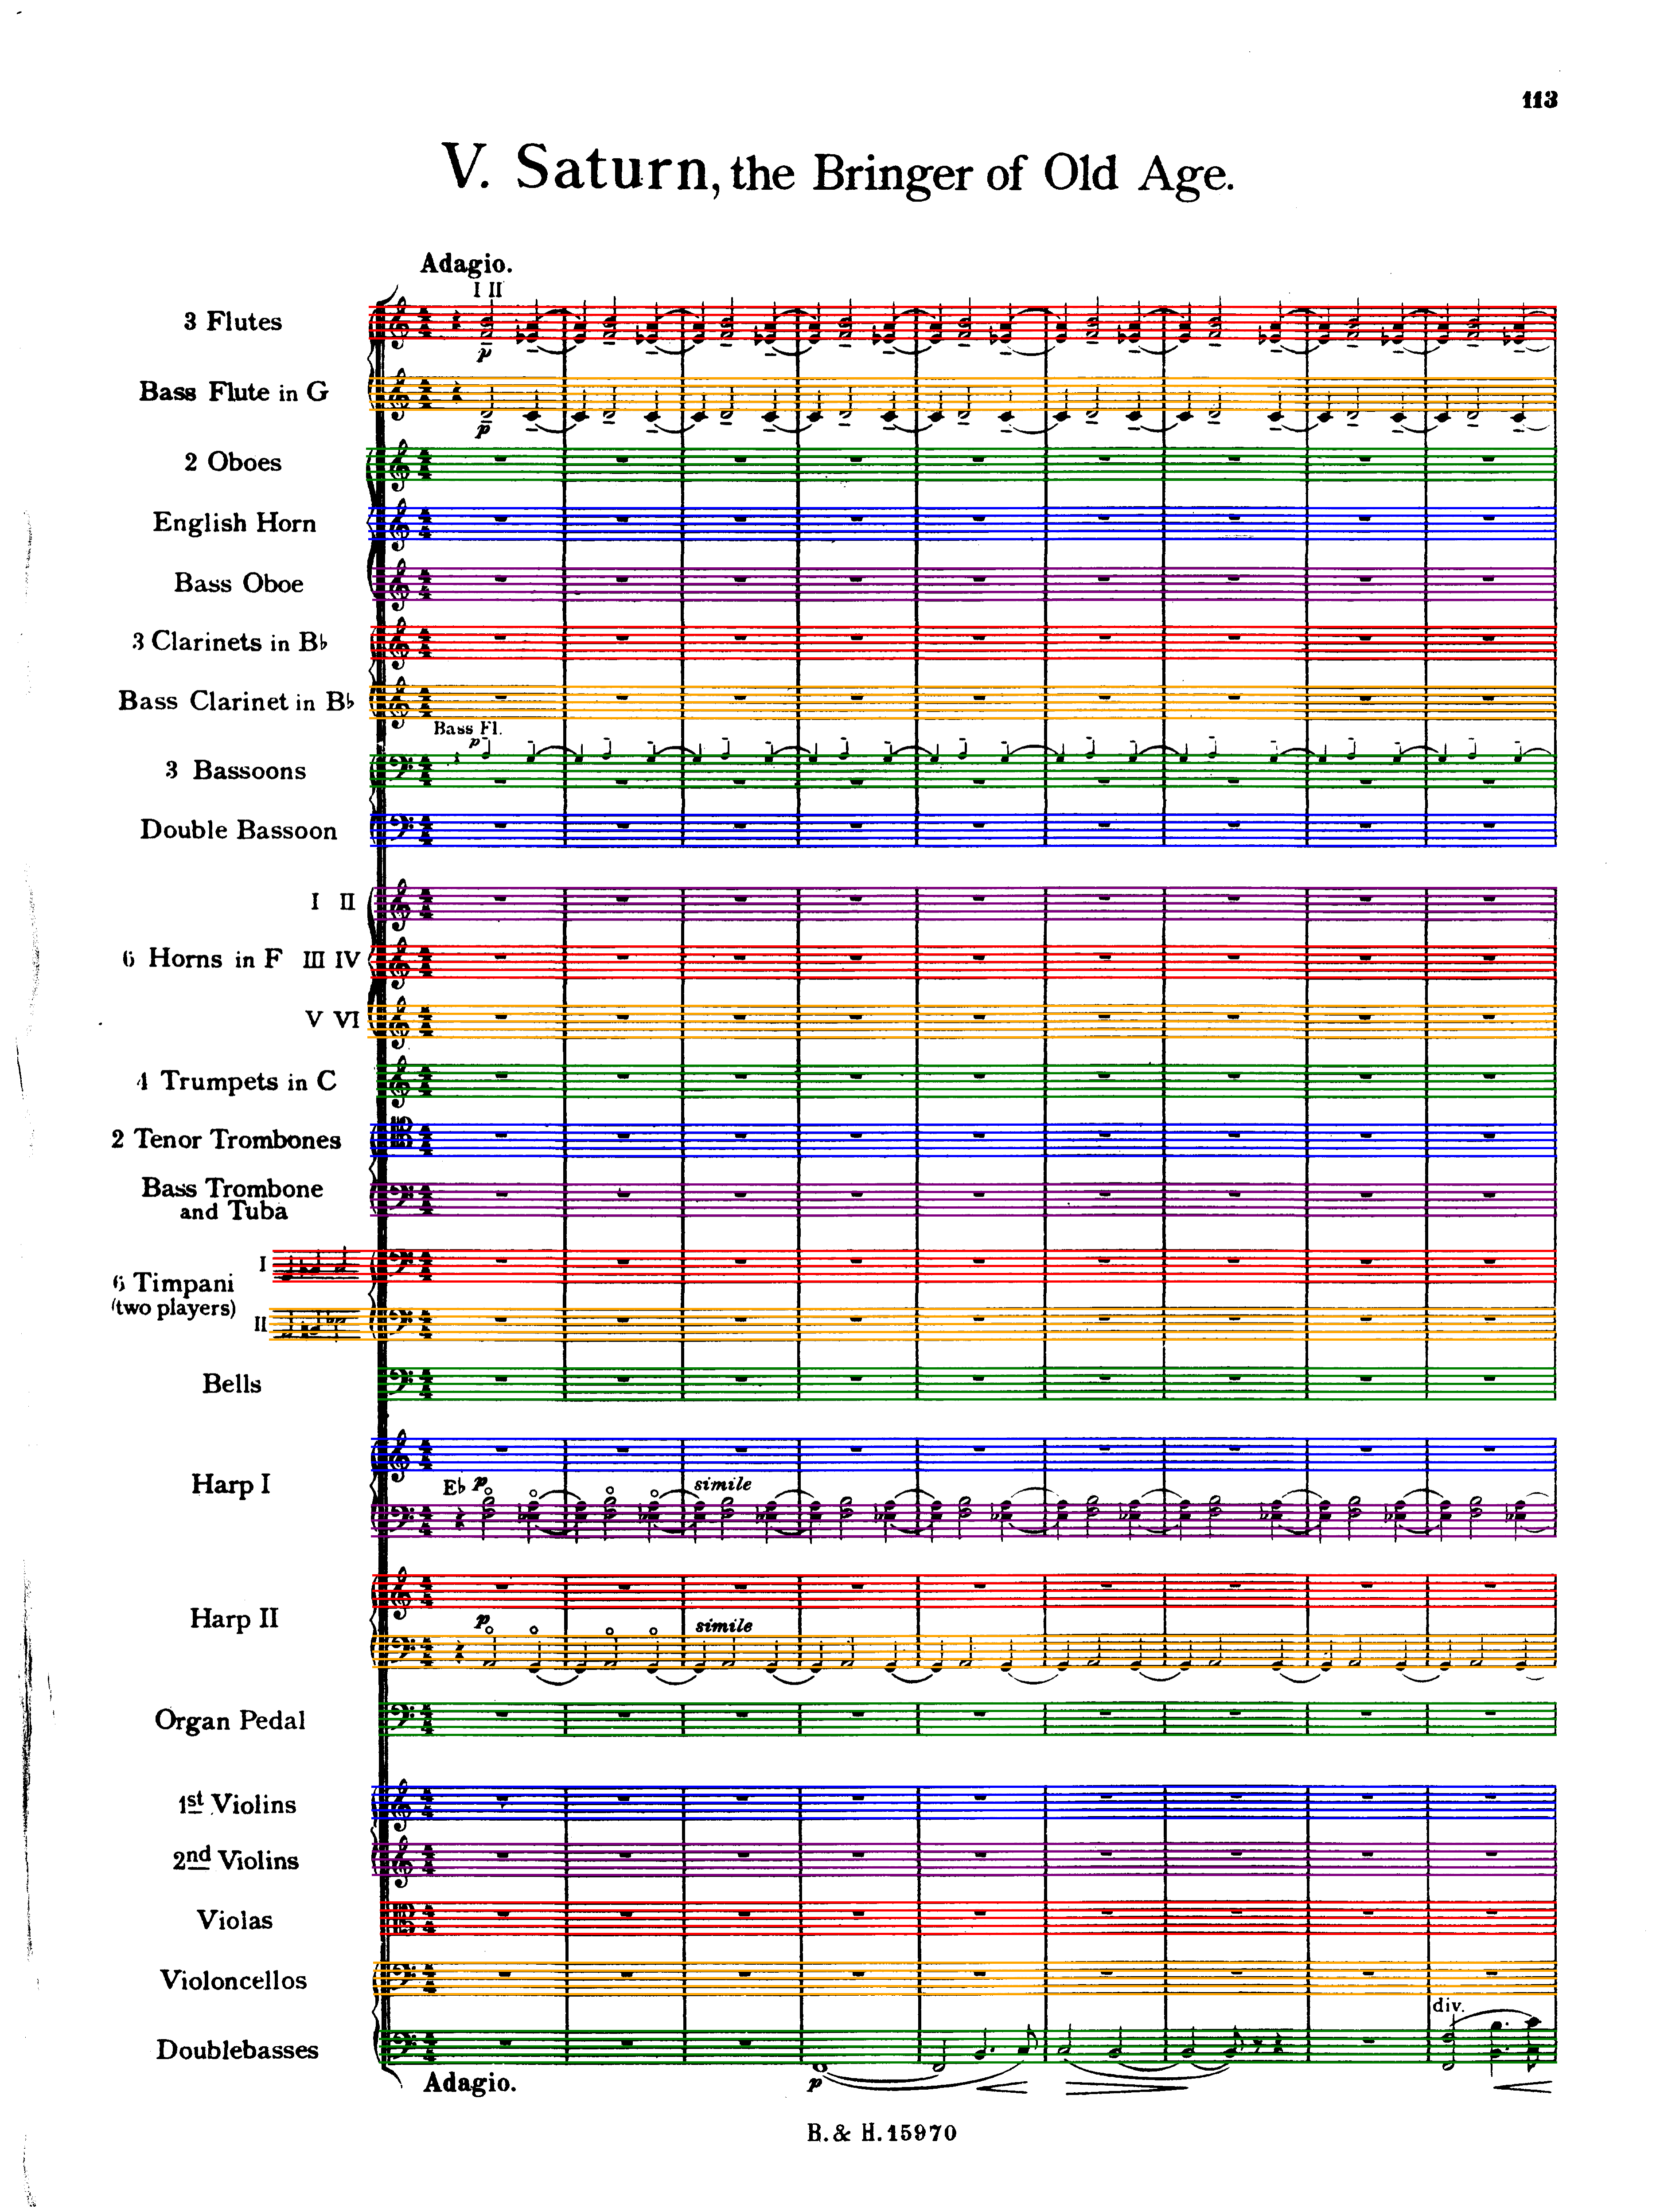 113
V. Saturn, the Bringer of Old Age.
Adagio.
I II
3 Flutes
p
Bass Flute in G
p
2 Oboes
English Horn
Bass Oboe
3 Clarinets in B♭
Bass Clarinet in B♭
Bass Fl.
p
3 Bassoons
Double Bassoon
I II
6 Horns in F III IV
V VI
4 Trumpets in C
2 Tenor Trombones
Bass Trombone
and Tuba
I
6 Timpani
(two players)
II
Bells
Harp I
E♭ p
simile
Harp II
p
simile
Organ Pedal
1st Violins
2nd Violins
Violas
Violoncellos
div.
Doublebasses
Adagio.
p
B. & H. 15970